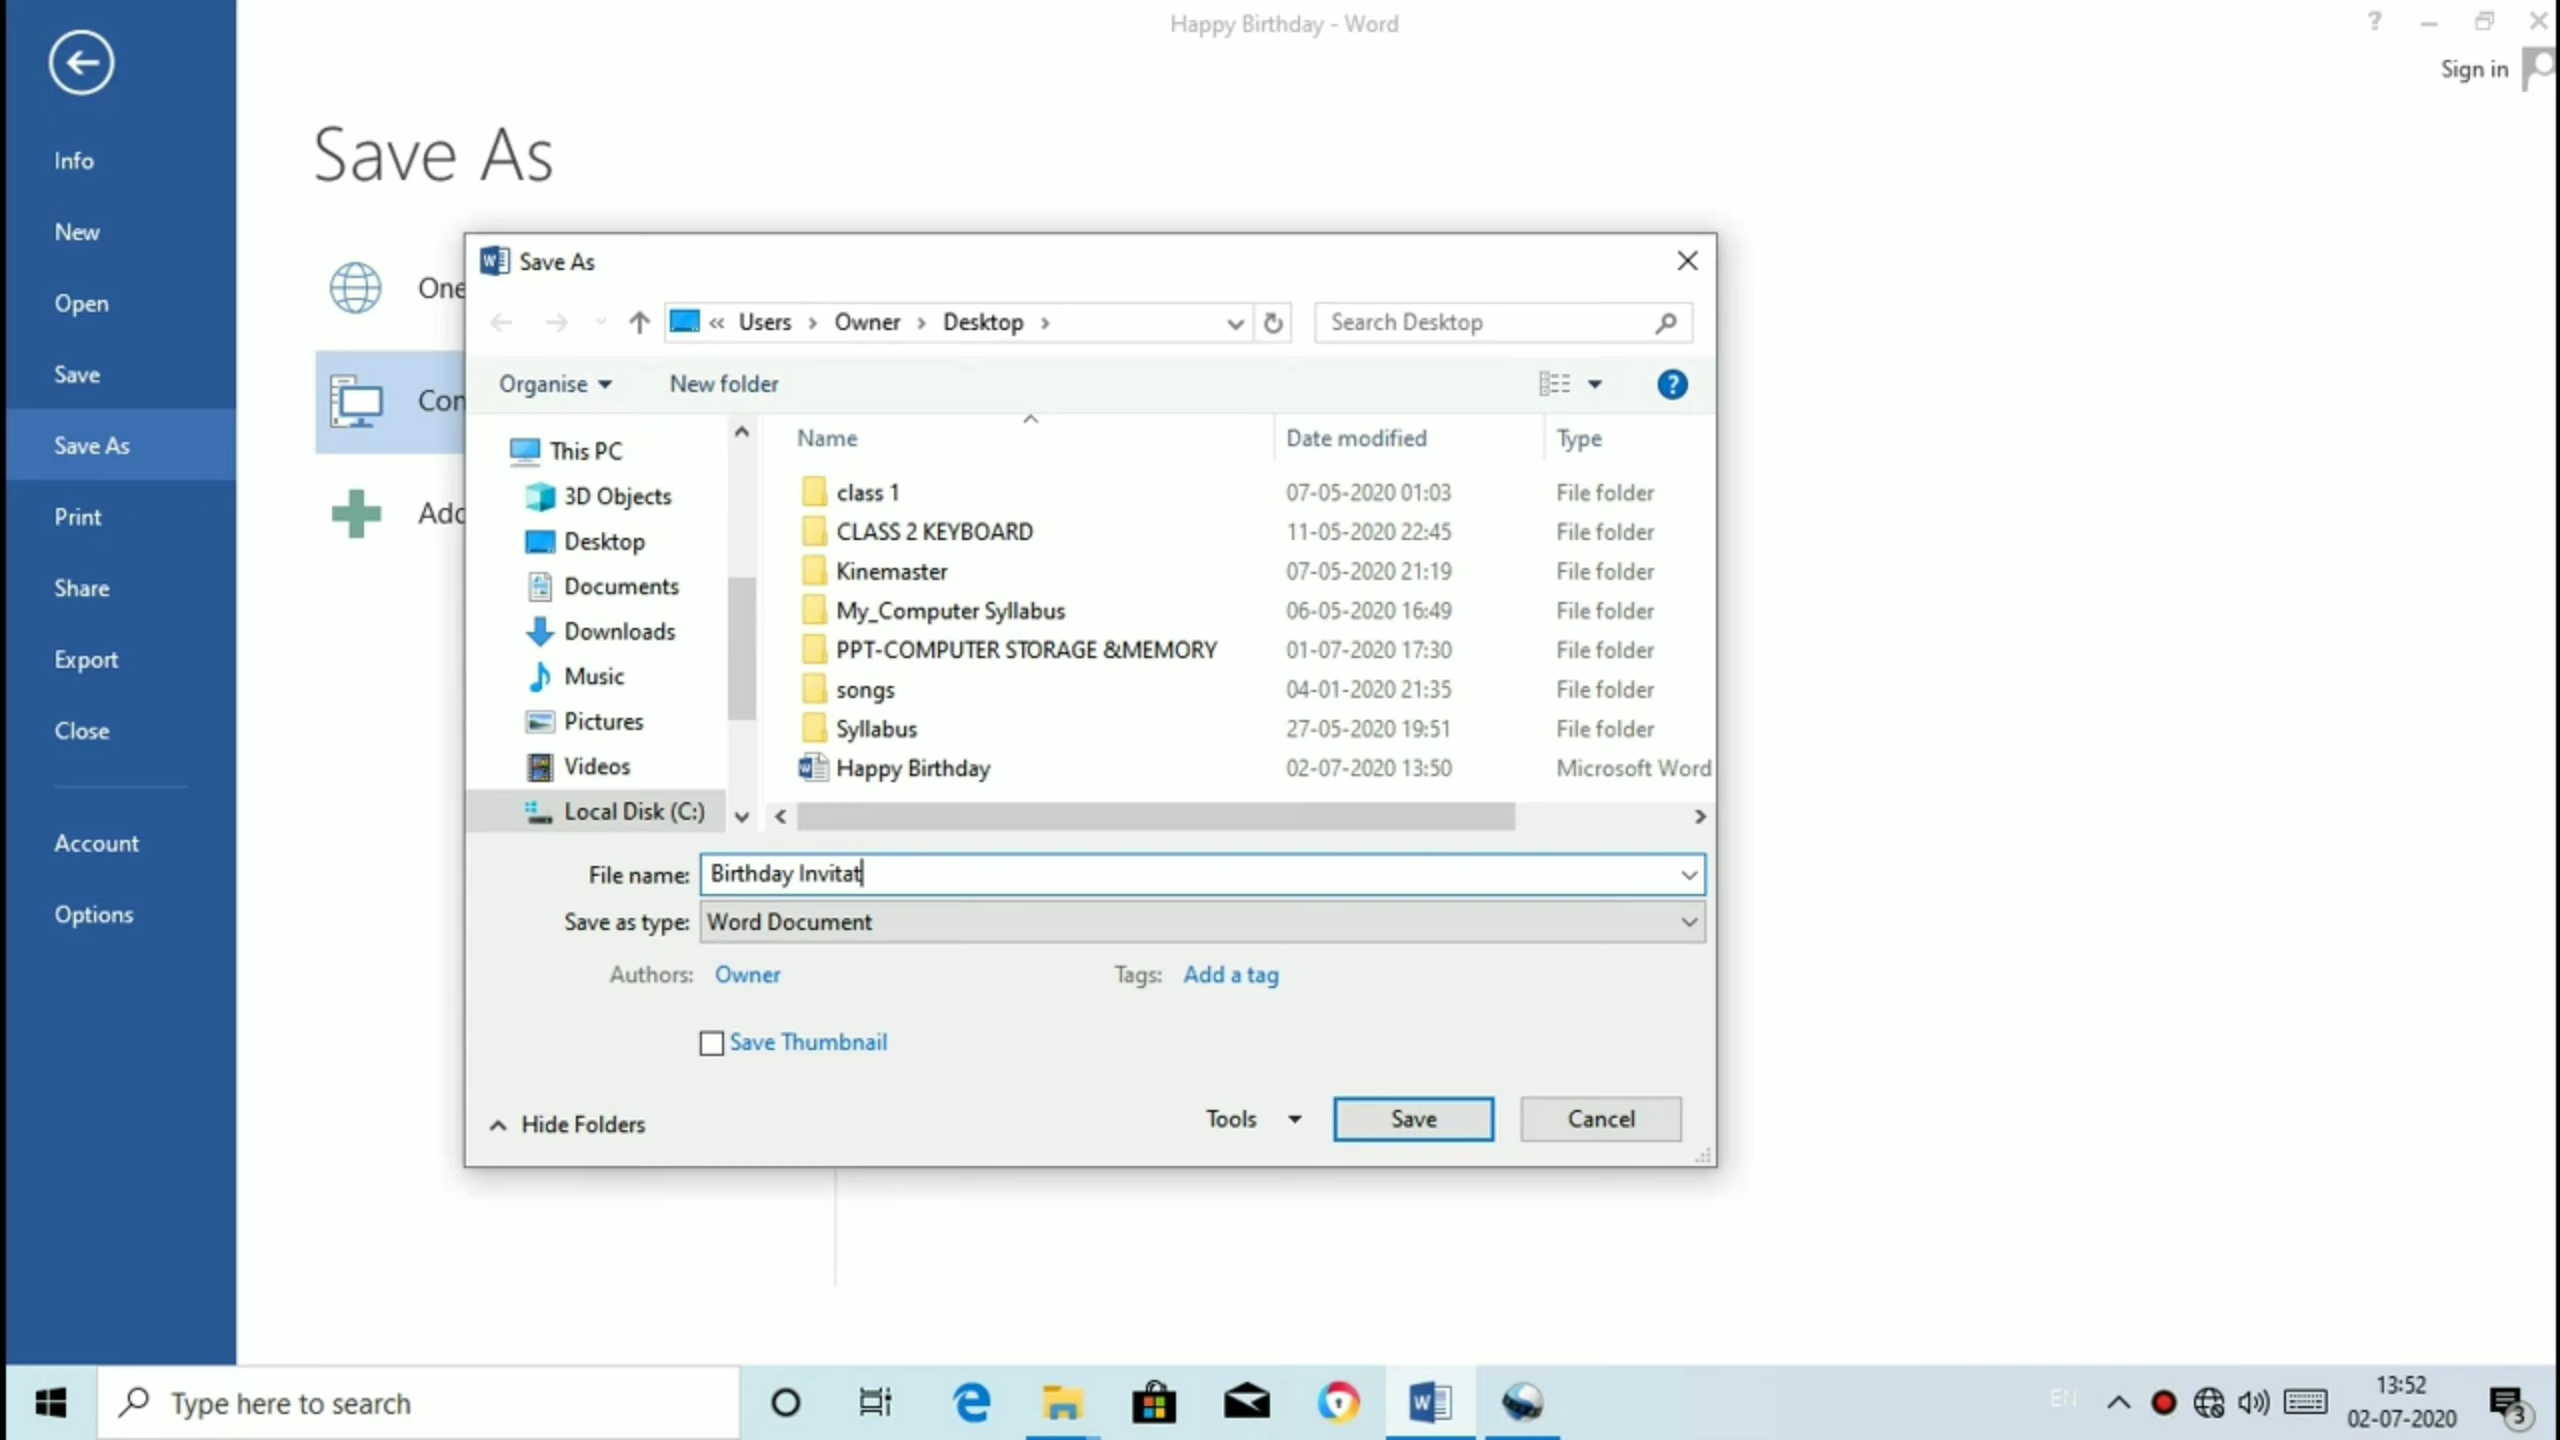 Happy Birthday - Word
?
Sign in
Info
New
Open
Save
Save As
Print
Share
Export
Close
Account
Options
Save As
One
Con
Add
Save As
« Users > Owner > Desktop >
Search Desktop
Organise
New folder
?
This PC
3D Objects
Desktop
Documents
Downloads
Music
Pictures
Videos
Local Disk (C:)
Name Date modified Type
class 1 07-05-2020 01:03 File folder
CLASS 2 KEYBOARD 11-05-2020 22:45 File folder
Kinemaster 07-05-2020 21:19 File folder
My_Computer Syllabus 06-05-2020 16:49 File folder
PPT-COMPUTER STORAGE &MEMORY 01-07-2020 17:30 File folder
songs 04-01-2020 21:35 File folder
Syllabus 27-05-2020 19:51 File folder
Happy Birthday 02-07-2020 13:50 Microsoft Word
File name: Birthday Invitat
Save as type: Word Document
Authors: Owner Tags: Add a tag
Save Thumbnail
Hide Folders
Tools
Save
Cancel
Type here to search
EN
13:52
02-07-2020
3